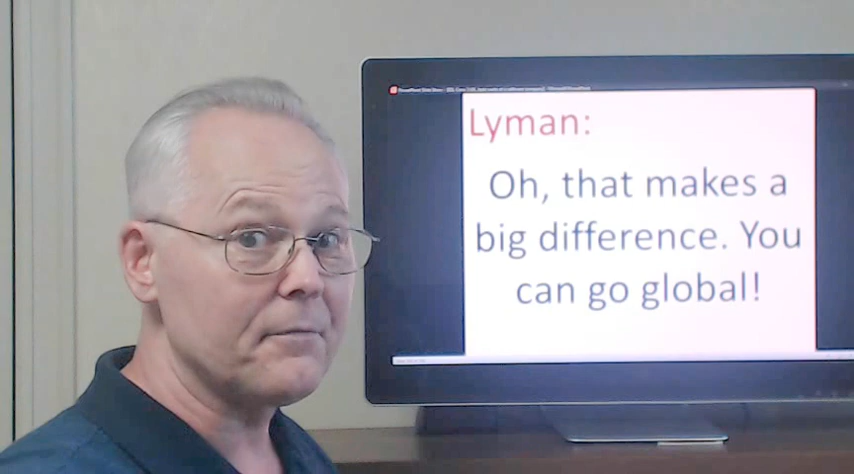 Lyman:
Oh, that makes a
big difference. You
can go global!